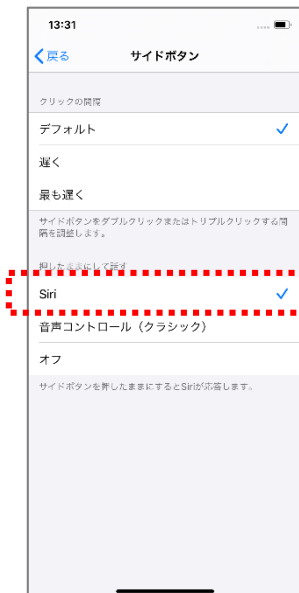 13:31
戻る
サイドボタン
クリックの間隔
デフォルト
遅く
最も遅く
サイドボタンをダブルクリックまたはトリプルクリックする間
隔を調整します。
押したままにして話す
Siri
音声コントロール（クラシック）
オフ
サイドボタンを押したままにするとSiriが応答します。